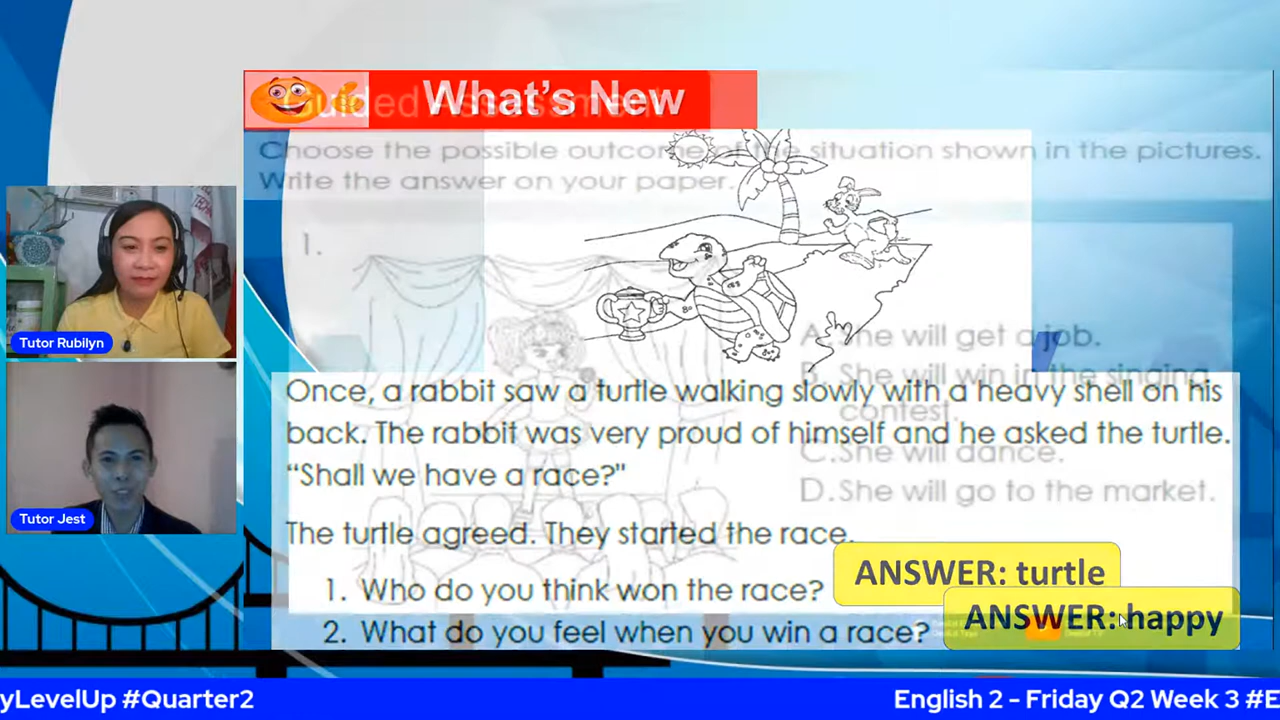 What's New
Guided Assessment
Choose the possible outcome of the situation shown in the pictures.
Write the answer on your paper.
1.
A. She will get a job.
B. She will win in the singing
contest.
C. She will dance.
D. She will go to the market.
Once, a rabbit saw a turtle walking slowly with a heavy shell on his
back. The rabbit was very proud of himself and he asked the turtle.
“Shall we have a race?"
The turtle agreed. They started the race.
1. Who do you think won the race?
ANSWER: turtle
2. What do you feel when you win a race?
ANSWER: happy
Tutor Rubilyn
Tutor Jest
yLevelUp #Quarter2
English 2 - Friday Q2 Week 3 #E